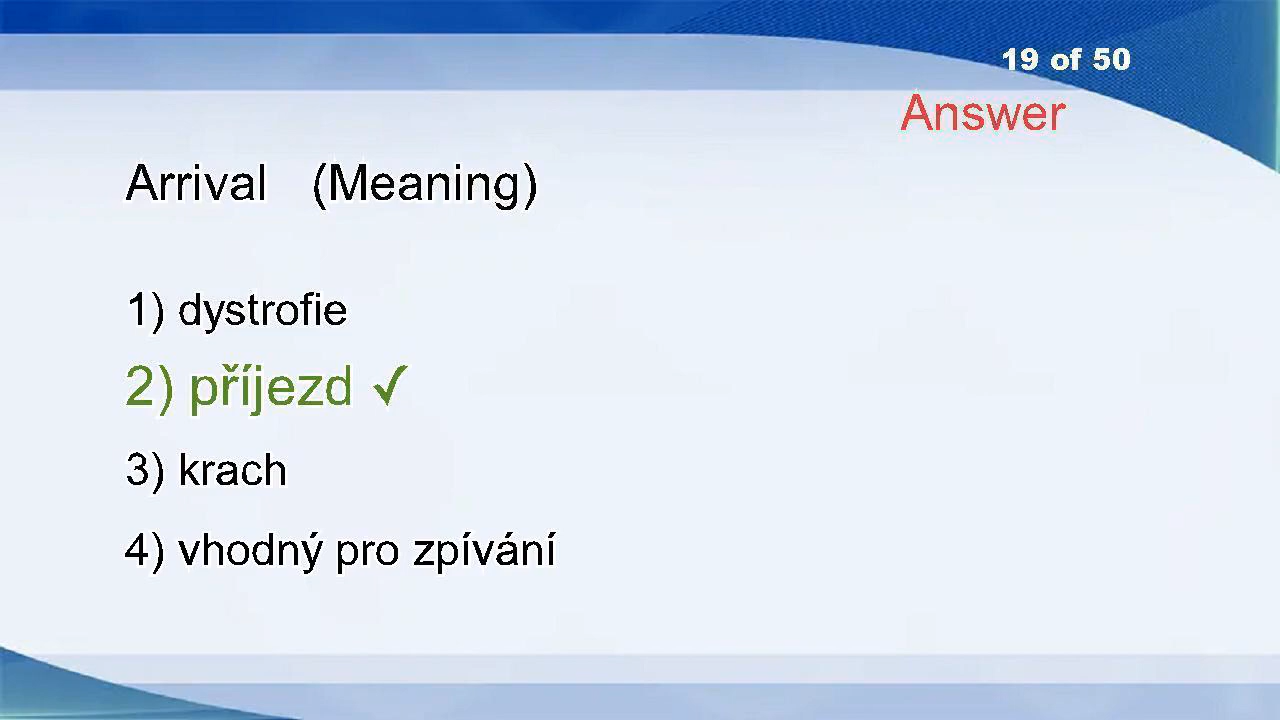 19 of 50
Answer
Arrival (Meaning)
1) dystrofie
2) příjezd ✓
3) krach
4) vhodný pro zpívání